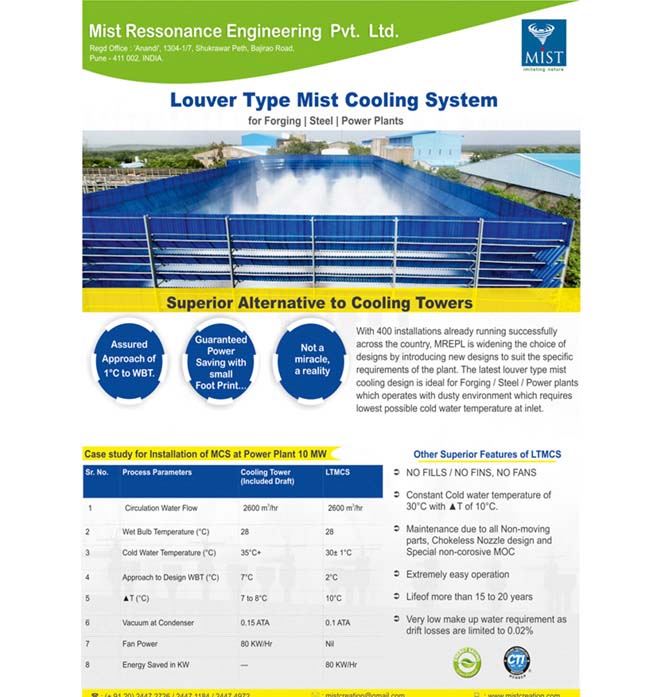 Mist Ressonance Engineering Pvt. Ltd.
Regd Office : 'Anandi', 1304-1/7, Shukrawar Peth, Bajirao Road,
Pune - 411 002, INDIA.
MiST
imitating nature
Louver Type Mist Cooling System
for Forging | Steel | Power Plants
Superior Alternative to Cooling Towers
Assured
Approach of
1°C to WBT.
Guaranteed
Power
Saving with
small
Foot Print...
Not a
miracle,
a reality
With 400 installations already running successfully
across the country, MREPL is widening the choice of
designs by introducing new designs to suit the specific
requirements of the plant. The latest louver type mist
cooling design is ideal for Forging / Steel / Power plants
which operates with dusty environment which requires
lowest possible cold water temperature at inlet.
Case study for Installation of MCS at Power Plant 10 MW
Sr. No. Process Parameters Cooling Tower (Included Draft) LTMCS
1 Circulation Water Flow 2600 m³/hr 2600 m³/hr
2 Wet Bulb Temperature (°C) 28 28
3 Cold Water Temperature (°C) 35°C+ 30± 1°C
4 Approach to Design WBT (°C) 7°C 2°C
5 ▲T (°C) 7 to 8°C 10°C
6 Vacuum at Condenser 0.15 ATA 0.1 ATA
7 Fan Power 80 KW/Hr Nil
8 Energy Saved in KW — 80 KW/Hr
Other Superior Features of LTMCS
NO FILLS / NO FINS, NO FANS
Constant Cold water temperature of
30°C with ▲T of 10°C.
Maintenance due to all Non-moving
parts, Chokeless Nozzle design and
Special non-corosive MOC
Extremely easy operation
Lifeof more than 15 to 20 years
Very low make up water requirement as
drift losses are limited to 0.02%
CTI
: (+ 91 20) 2447 2726 / 2447 1184 / 2447 4972 : mistcreation@gmail.com : www.mistcreation.com